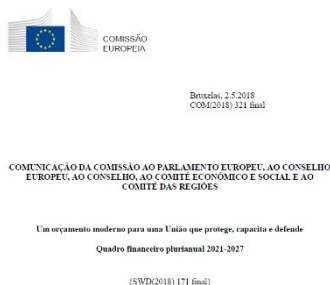 COMISSÃO
EUROPEIA
Bruxelas, 2.5.2018
COM(2018) 321 final
COMUNICAÇÃO DA COMISSÃO AO PARLAMENTO EUROPEU, AO CONSELHO
EUROPEU, AO CONSELHO, AO COMITÉ ECONÓMICO E SOCIAL E AO
COMITÉ DAS REGIÕES
Um orçamento moderno para uma União que protege, capacita e defende
Quadro financeiro plurianual 2021-2027
{SWD(2018) 171 final}